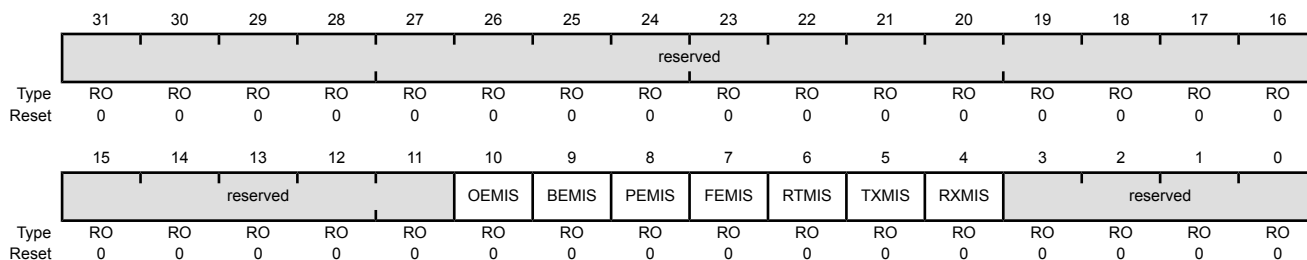 31 30 29 28 27 26 25 24 23 22 21 20 19 18 17 16
reserved
Type RO RO RO RO RO RO RO RO RO RO RO RO RO RO RO RO
Reset 0 0 0 0 0 0 0 0 0 0 0 0 0 0 0 0
15 14 13 12 11 10 9 8 7 6 5 4 3 2 1 0
reserved OEMIS BEMIS PEMIS FEMIS RTMIS TXMIS RXMIS reserved
Type RO RO RO RO RO RO RO RO RO RO RO RO RO RO RO RO
Reset 0 0 0 0 0 0 0 0 0 0 0 0 0 0 0 0